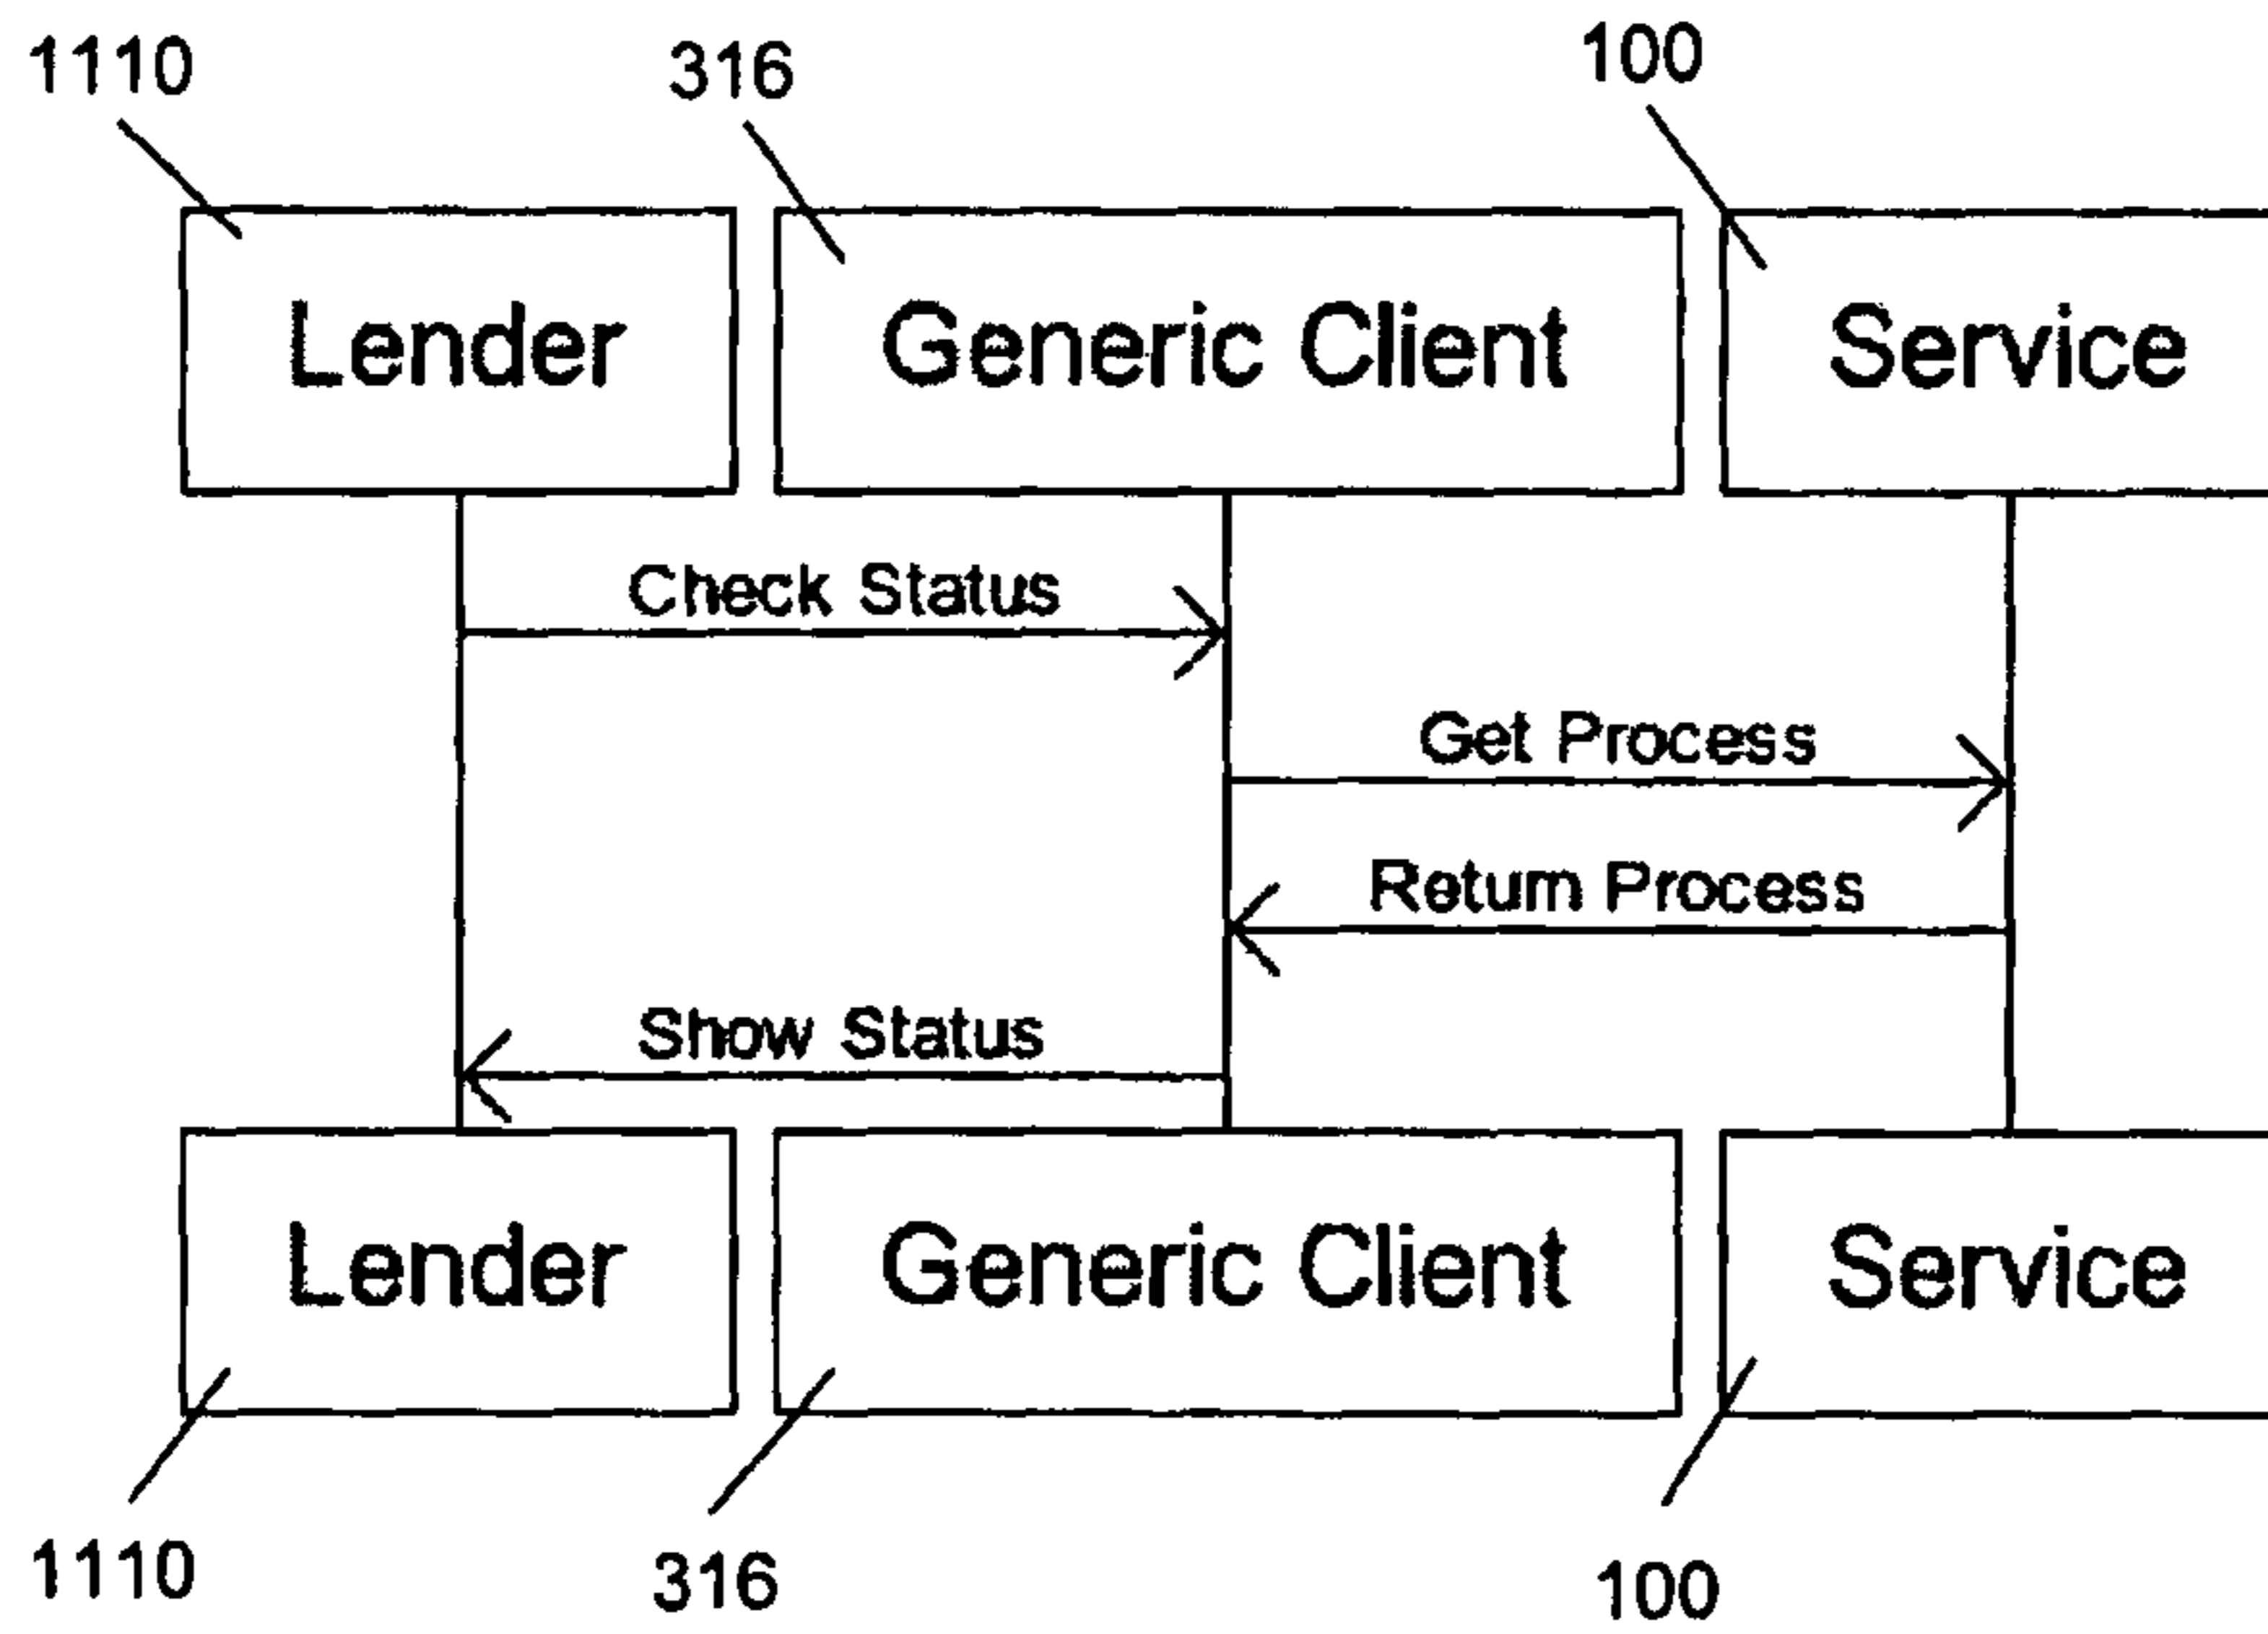 1110 316 100
Lender Generic Client Service
Check Status
Get Process
Return Process
Show Status
Lender Generic Client Service
1110 316 100